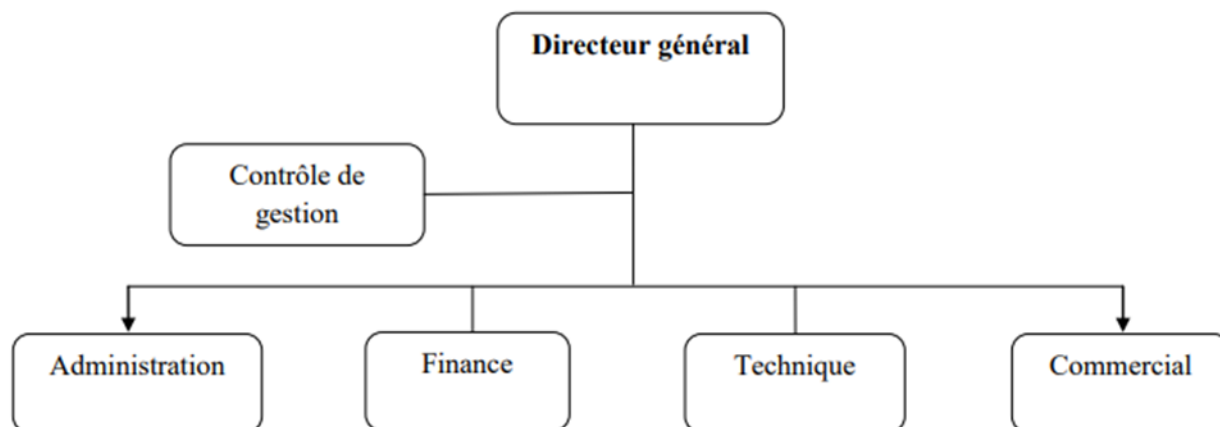 Directeur général
Contrôle de
gestion
Administration
Finance
Technique
Commercial